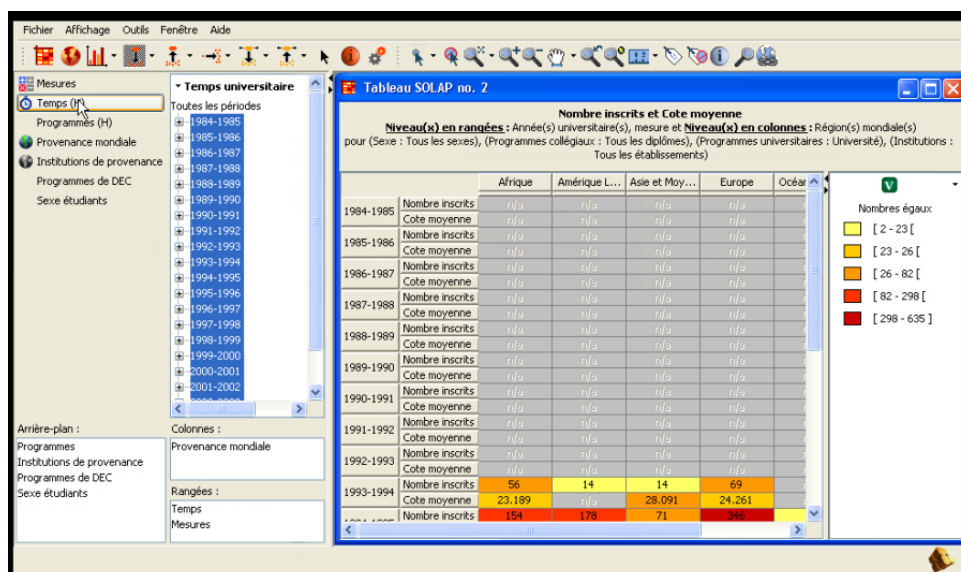 Fichier Affichage Outils Fenêtre Aide
Mesures
Temps (H)
Programmes (H)
Provenance mondiale
Institutions de provenance
Programmes de DEC
Sexe étudiants
Temps universitaire
Toutes les périodes
1984-1985
1985-1986
1986-1987
1987-1988
1988-1989
1989-1990
1990-1991
1991-1992
1992-1993
1993-1994
1994-1995
1995-1996
1996-1997
1997-1998
1998-1999
1999-2000
2000-2001
2001-2002
Arrière-plan :
Programmes
Institutions de provenance
Programmes de DEC
Sexe étudiants
Colonnes :
Provenance mondiale
Rangées :
Temps
Mesures
Tableau SOLAP no. 2
Nombre inscrits et Cote moyenne
Niveau(x) en rangées : Année(s) universitaire(s), mesure et Niveau(x) en colonnes : Région(s) mondiale(s)
pour (Sexe : Tous les sexes), (Programmes collégiaux : Tous les diplômes), (Programmes universitaires : Université), (Institutions :
Tous les établissements)
Afrique Amérique L... Asie et Moy... Europe Océan
1984-1985 Nombre inscrits n/a n/a n/a n/a
Cote moyenne n/a n/a n/a n/a
1985-1986 Nombre inscrits n/a n/a n/a n/a
Cote moyenne n/a n/a n/a n/a
1986-1987 Nombre inscrits n/a n/a n/a n/a
Cote moyenne n/a n/a n/a n/a
1987-1988 Nombre inscrits n/a n/a n/a n/a
Cote moyenne n/a n/a n/a n/a
1988-1989 Nombre inscrits n/a n/a n/a n/a
Cote moyenne n/a n/a n/a n/a
1989-1990 Nombre inscrits n/a n/a n/a n/a
Cote moyenne n/a n/a n/a n/a
1990-1991 Nombre inscrits n/a n/a n/a n/a
Cote moyenne n/a n/a n/a n/a
1991-1992 Nombre inscrits n/a n/a n/a n/a
Cote moyenne n/a n/a n/a n/a
1992-1993 Nombre inscrits n/a n/a n/a n/a
Cote moyenne n/a n/a n/a n/a
1993-1994 Nombre inscrits 56 14 14 69
Cote moyenne 23.189 n/a 28.091 24.261
Nombre inscrits 154 178 71 346
V
Nombres égaux
[ 2 - 23 [
[ 23 - 26 [
[ 26 - 82 [
[ 82 - 298 [
[ 298 - 635 ]